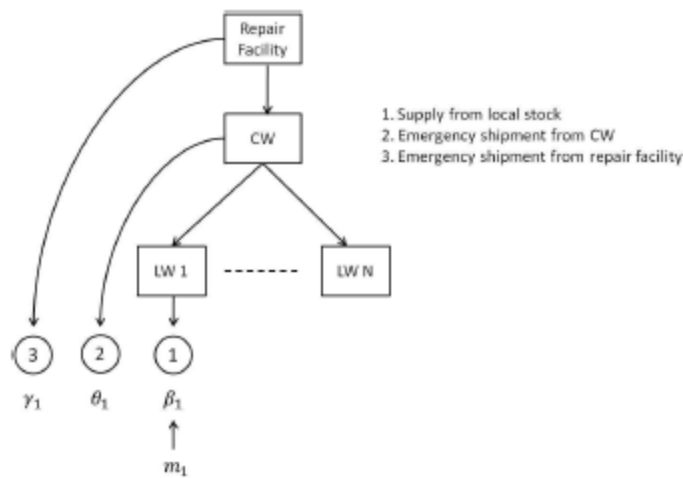 Repair
Facility
CW
1. Supply from local stock
2. Emergency shipment from CW
3. Emergency shipment from repair facility
LW 1
LW N
3
2
1
γ₁
θ₁
β₁
m₁